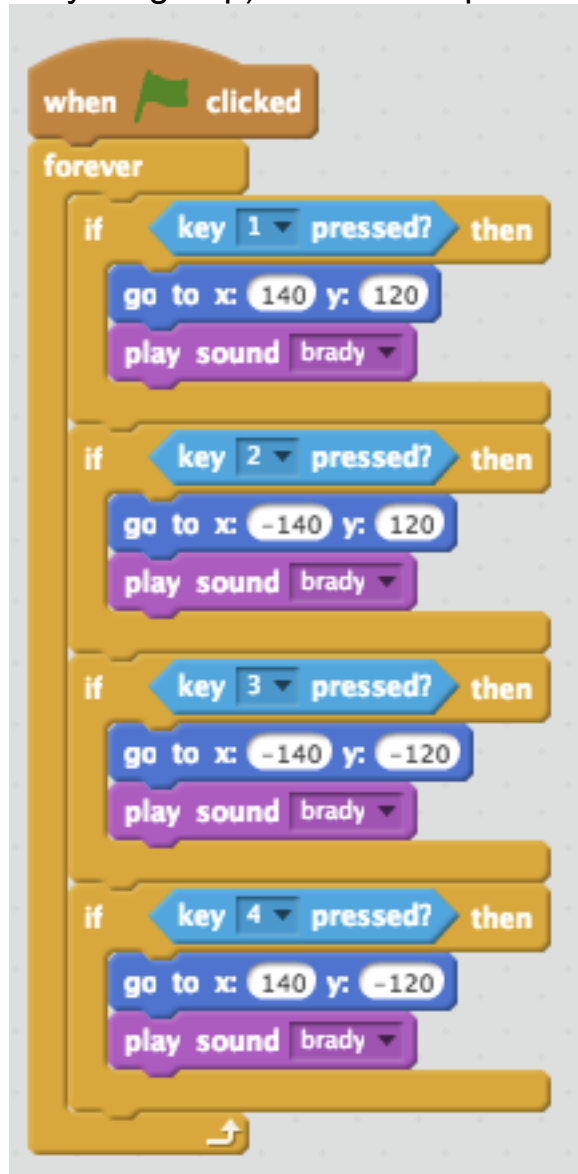 when clicked
forever
if key 1 pressed? then
go to x: 140 y: 120
play sound brady
if key 2 pressed? then
go to x: -140 y: 120
play sound brady
if key 3 pressed? then
go to x: -140 y: -120
play sound brady
if key 4 pressed? then
go to x: 140 y: -120
play sound brady